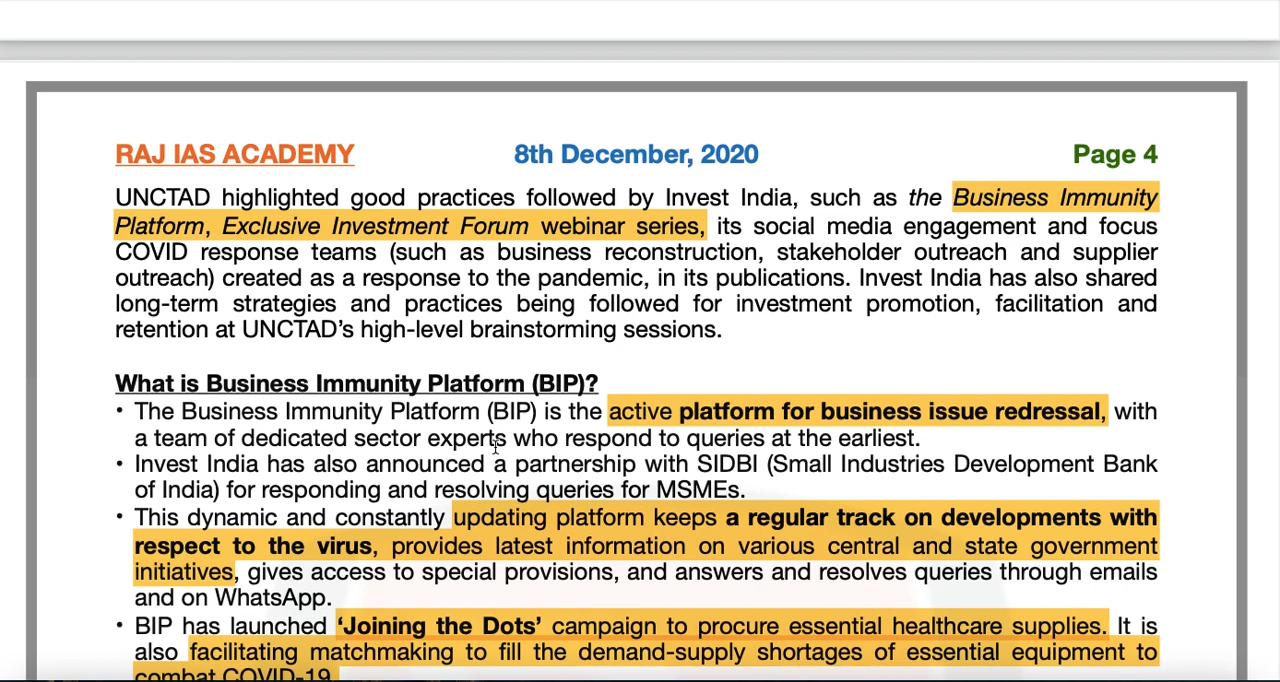 RAJ IAS ACADEMY 8th December, 2020 Page 4
UNCTAD highlighted good practices followed by Invest India, such as the Business Immunity
Platform, Exclusive Investment Forum webinar series, its social media engagement and focus
COVID response teams (such as business reconstruction, stakeholder outreach and supplier
outreach) created as a response to the pandemic, in its publications. Invest India has also shared
long-term strategies and practices being followed for investment promotion, facilitation and
retention at UNCTAD’s high-level brainstorming sessions.
What is Business Immunity Platform (BIP)?
• The Business Immunity Platform (BIP) is the active platform for business issue redressal, with
a team of dedicated sector experts who respond to queries at the earliest.
• Invest India has also announced a partnership with SIDBI (Small Industries Development Bank
of India) for responding and resolving queries for MSMEs.
• This dynamic and constantly updating platform keeps a regular track on developments with
respect to the virus, provides latest information on various central and state government
initiatives, gives access to special provisions, and answers and resolves queries through emails
and on WhatsApp.
• BIP has launched ‘Joining the Dots’ campaign to procure essential healthcare supplies. It is
also facilitating matchmaking to fill the demand-supply shortages of essential equipment to
combat COVID-19.